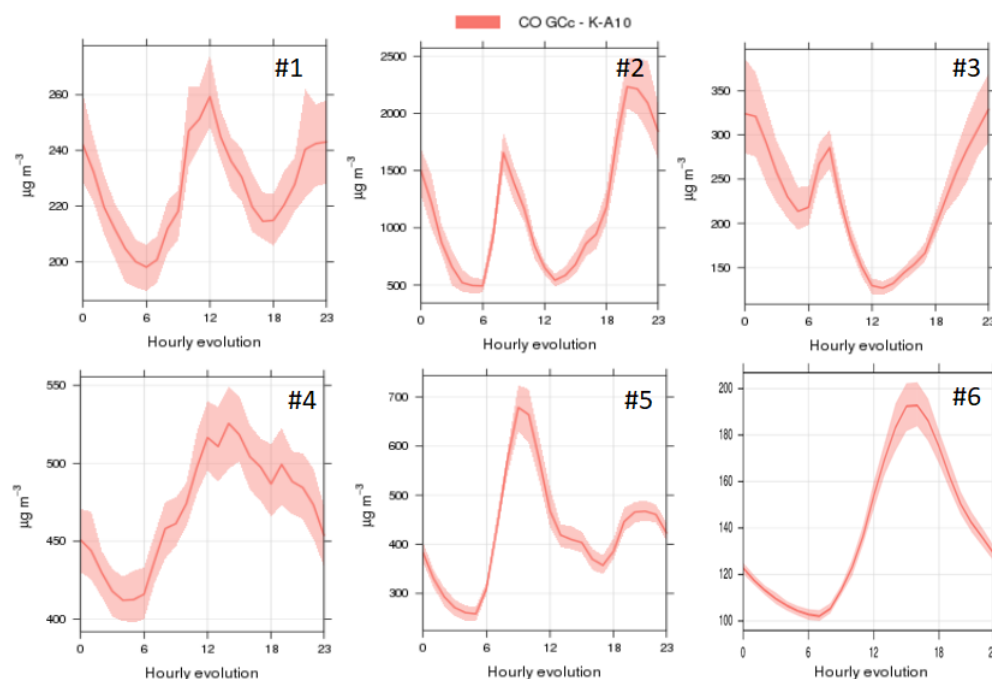 CO GCc - K-A10
#1
260
240
220
200
µg m⁻³
0 6 12 18 23
Hourly evolution
#2
2500
2000
1500
1000
500
µg m⁻³
0 6 12 18 23
Hourly evolution
#3
350
300
250
200
150
µg m⁻³
0 6 12 18 23
Hourly evolution
#4
550
500
450
400
µg m⁻³
0 6 12 18 23
Hourly evolution
#5
700
600
500
400
300
µg m⁻³
0 6 12 18 23
Hourly evolution
#6
200
180
160
140
120
100
µg m⁻³
0 6 12 18
Hourly evolution